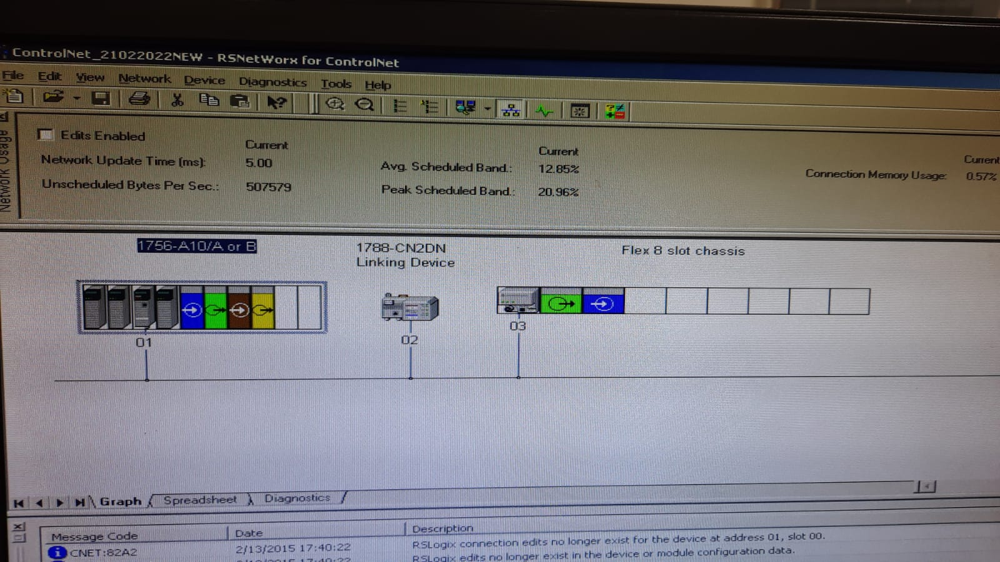 ControlNet_21022022NEW - RSNetWorx for ControlNet
File Edit View Network Device Diagnostics Tools Help
Network Usage
Edits Enabled
Current
Current
Current
Network Update Time (ms): 5.00
Avg. Scheduled Band.: 12.85%
Connection Memory Usage: 0.57%
Unscheduled Bytes Per Sec.: 507579
Peak Scheduled Band.: 20.96%
1756-A10/A or B
1788-CN2DN
Linking Device
Flex 8 slot chassis
01
02
03
Graph Spreadsheet Diagnostics
Message Code Date Description
CNET:82A2 2/13/2015 17:40:22 RSLogix connection edits no longer exist for the device at address 01, slot 00.
RSLogix edits no longer exist in the device or module configuration data.